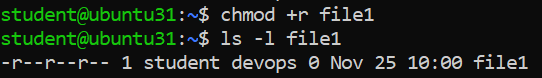 student@ubuntu31:~$ chmod +r file1
student@ubuntu31:~$ ls -l file1
-r--r--r-- 1 student devops 0 Nov 25 10:00 file1